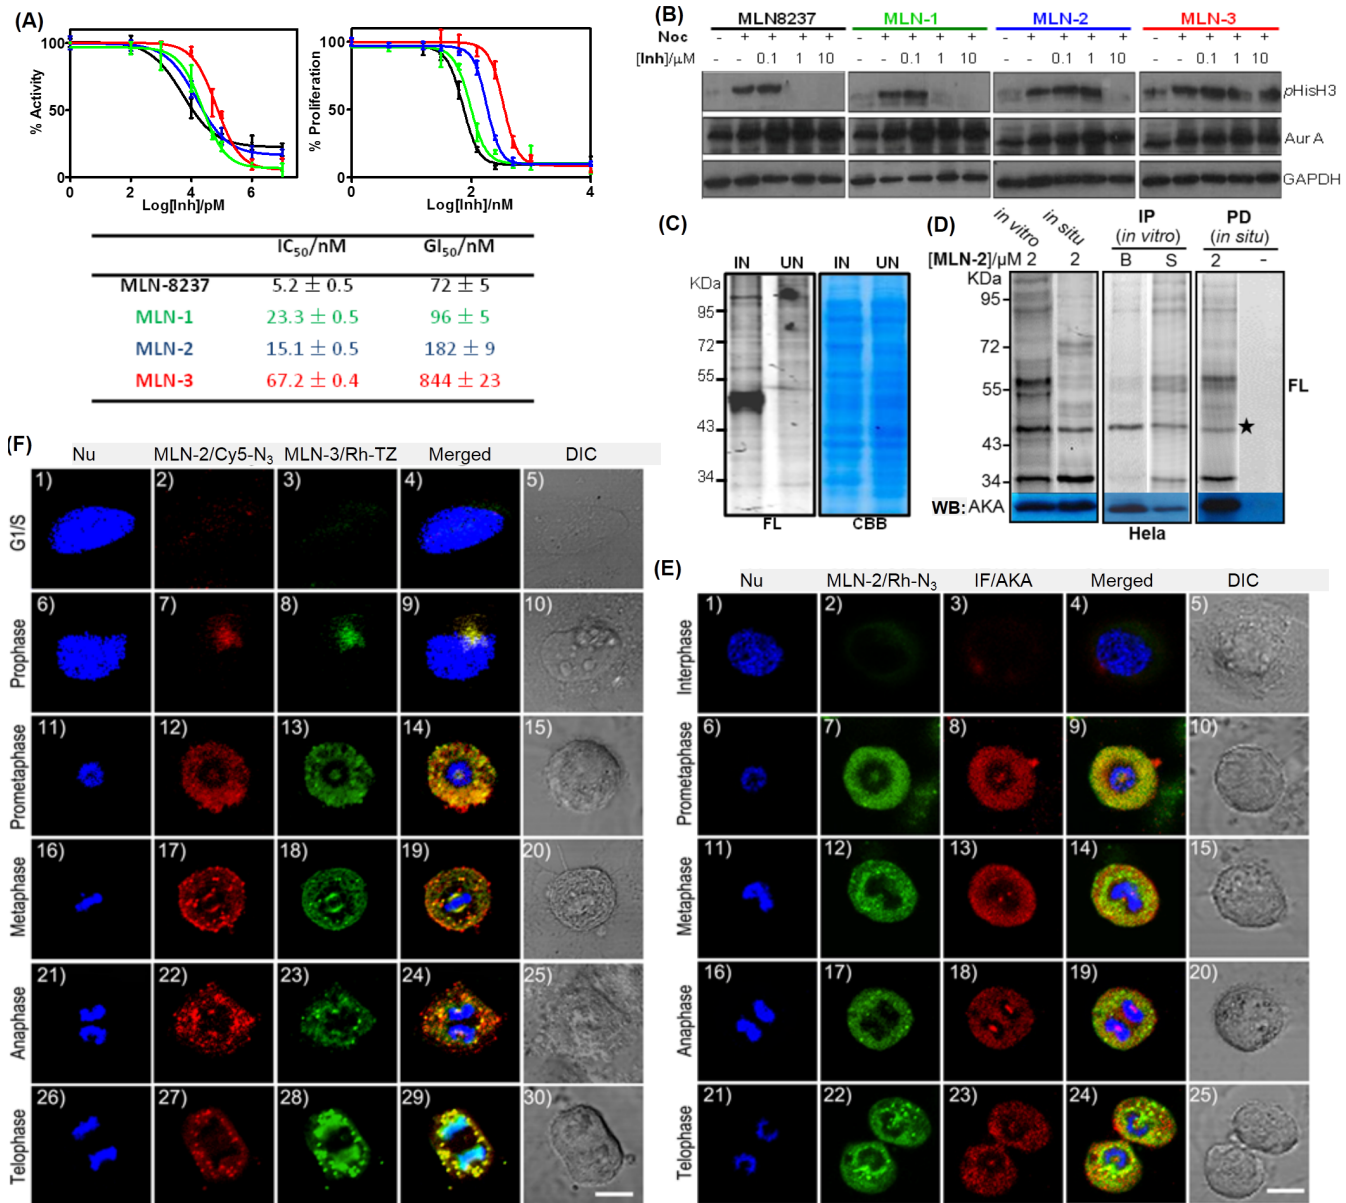 (A)
100
50
0
% Activity
0
2
4
6
Log[Inh]/pM
100
50
0
% Proliferation
0
2
4
Log[Inh]/nM
IC50/nM GI50/nM
MLN-8237 5.2 ± 0.5 72 ± 5
MLN-1 23.3 ± 0.5 96 ± 5
MLN-2 15.1 ± 0.5 182 ± 9
MLN-3 67.2 ± 0.4 844 ± 23
(B)
MLN8237 MLN-1 MLN-2 MLN-3
Noc - + + + + - + + + + - + + + + - + + + +
[Inh]/μM - - 0.1 1 10 - - 0.1 1 10 - - 0.1 1 10 - - 0.1 1 10
pHisH3
Aur A
GAPDH
(C)
IN UN IN UN
KDa
95
72
55
43
34
FL CBB
(D)
in vitro in situ IP (in vitro) PD (in situ)
[MLN-2]/μM 2 2 B S 2 -
KDa
95
72
55
43
34
FL
★
WB: AKA
Hela
(F)
Nu MLN-2/Cy5-N3 MLN-3/Rh-TZ Merged DIC
G1/S 1) 2) 3) 4) 5)
Prophase 6) 7) 8) 9) 10)
Prometaphase 11) 12) 13) 14) 15)
Metaphase 16) 17) 18) 19) 20)
Anaphase 21) 22) 23) 24) 25)
Telophase 26) 27) 28) 29) 30)
(E)
Nu MLN-2/Rh-N3 IF/AKA Merged DIC
Interphase 1) 2) 3) 4) 5)
Prometaphase 6) 7) 8) 9) 10)
Metaphase 11) 12) 13) 14) 15)
Anaphase 16) 17) 18) 19) 20)
Telophase 21) 22) 23) 24) 25)